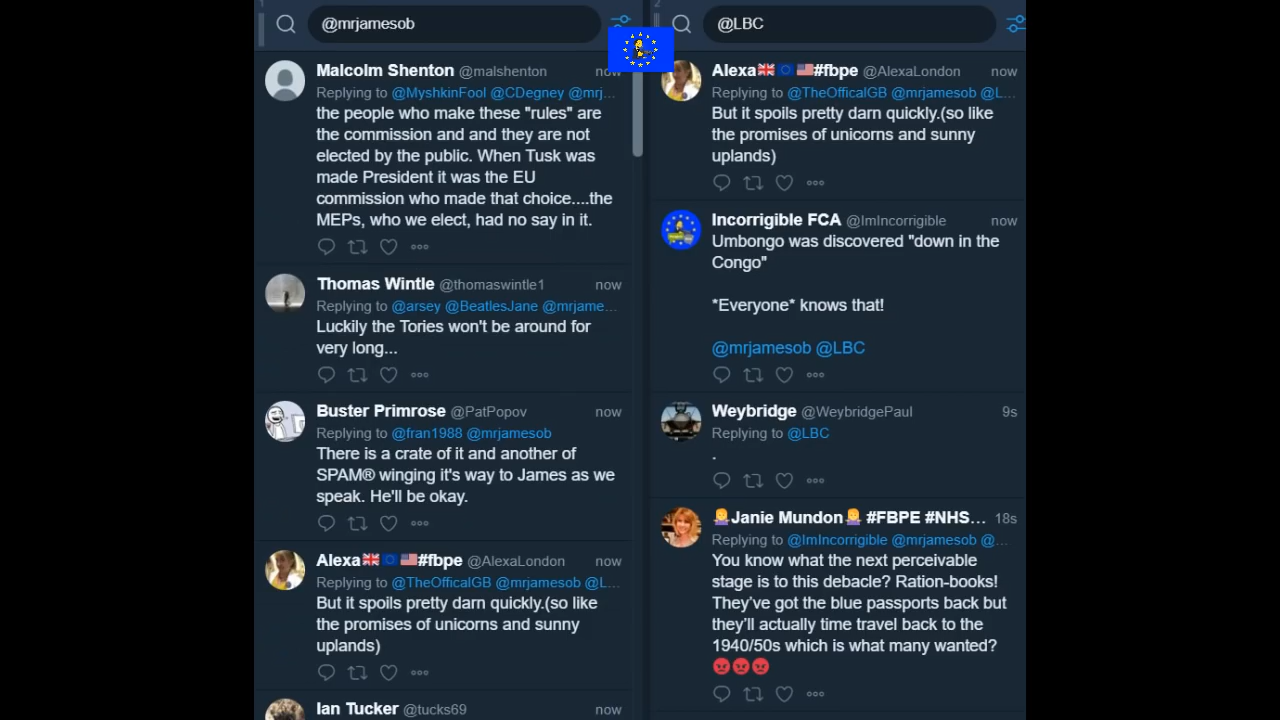 1
@mrjamesob
Malcolm Shenton @malshenton now
Replying to @MyshkinFool @CDegney @mrj...
the people who make these "rules" are
the commission and and they are not
elected by the public. When Tusk was
made President it was the EU
commission who made that choice....the
MEPs, who we elect, had no say in it.
Thomas Wintle @thomaswintle1 now
Replying to @arsey @BeatlesJane @mrjame...
Luckily the Tories won't be around for
very long...
Buster Primrose @PatPopov now
Replying to @fran1988 @mrjamesob
There is a crate of it and another of
SPAM® winging it's way to James as we
speak. He'll be okay.
Alexa🇬🇧🇪🇺🇺🇸#fbpe @AlexaLondon now
Replying to @TheOfficalGB @mrjamesob @L...
But it spoils pretty darn quickly.(so like
the promises of unicorns and sunny
uplands)
Ian Tucker @tucks69 now
2
@LBC
Alexa🇬🇧🇪🇺🇺🇸#fbpe @AlexaLondon now
Replying to @TheOfficalGB @mrjamesob @L...
But it spoils pretty darn quickly.(so like
the promises of unicorns and sunny
uplands)
Incorrigible FCA @ImIncorrigible now
Umbongo was discovered "down in the
Congo"
*Everyone* knows that!
@mrjamesob @LBC
Weybridge @WeybridgePaul 9s
Replying to @LBC
.
🤷‍♀️Janie Mundon🤷‍♀️ #FBPE #NHS... 18s
Replying to @ImIncorrigible @mrjamesob @...
You know what the next perceivable
stage is to this debacle? Ration-books!
They've got the blue passports back but
they'll actually time travel back to the
1940/50s which is what many wanted?
😡😡😡